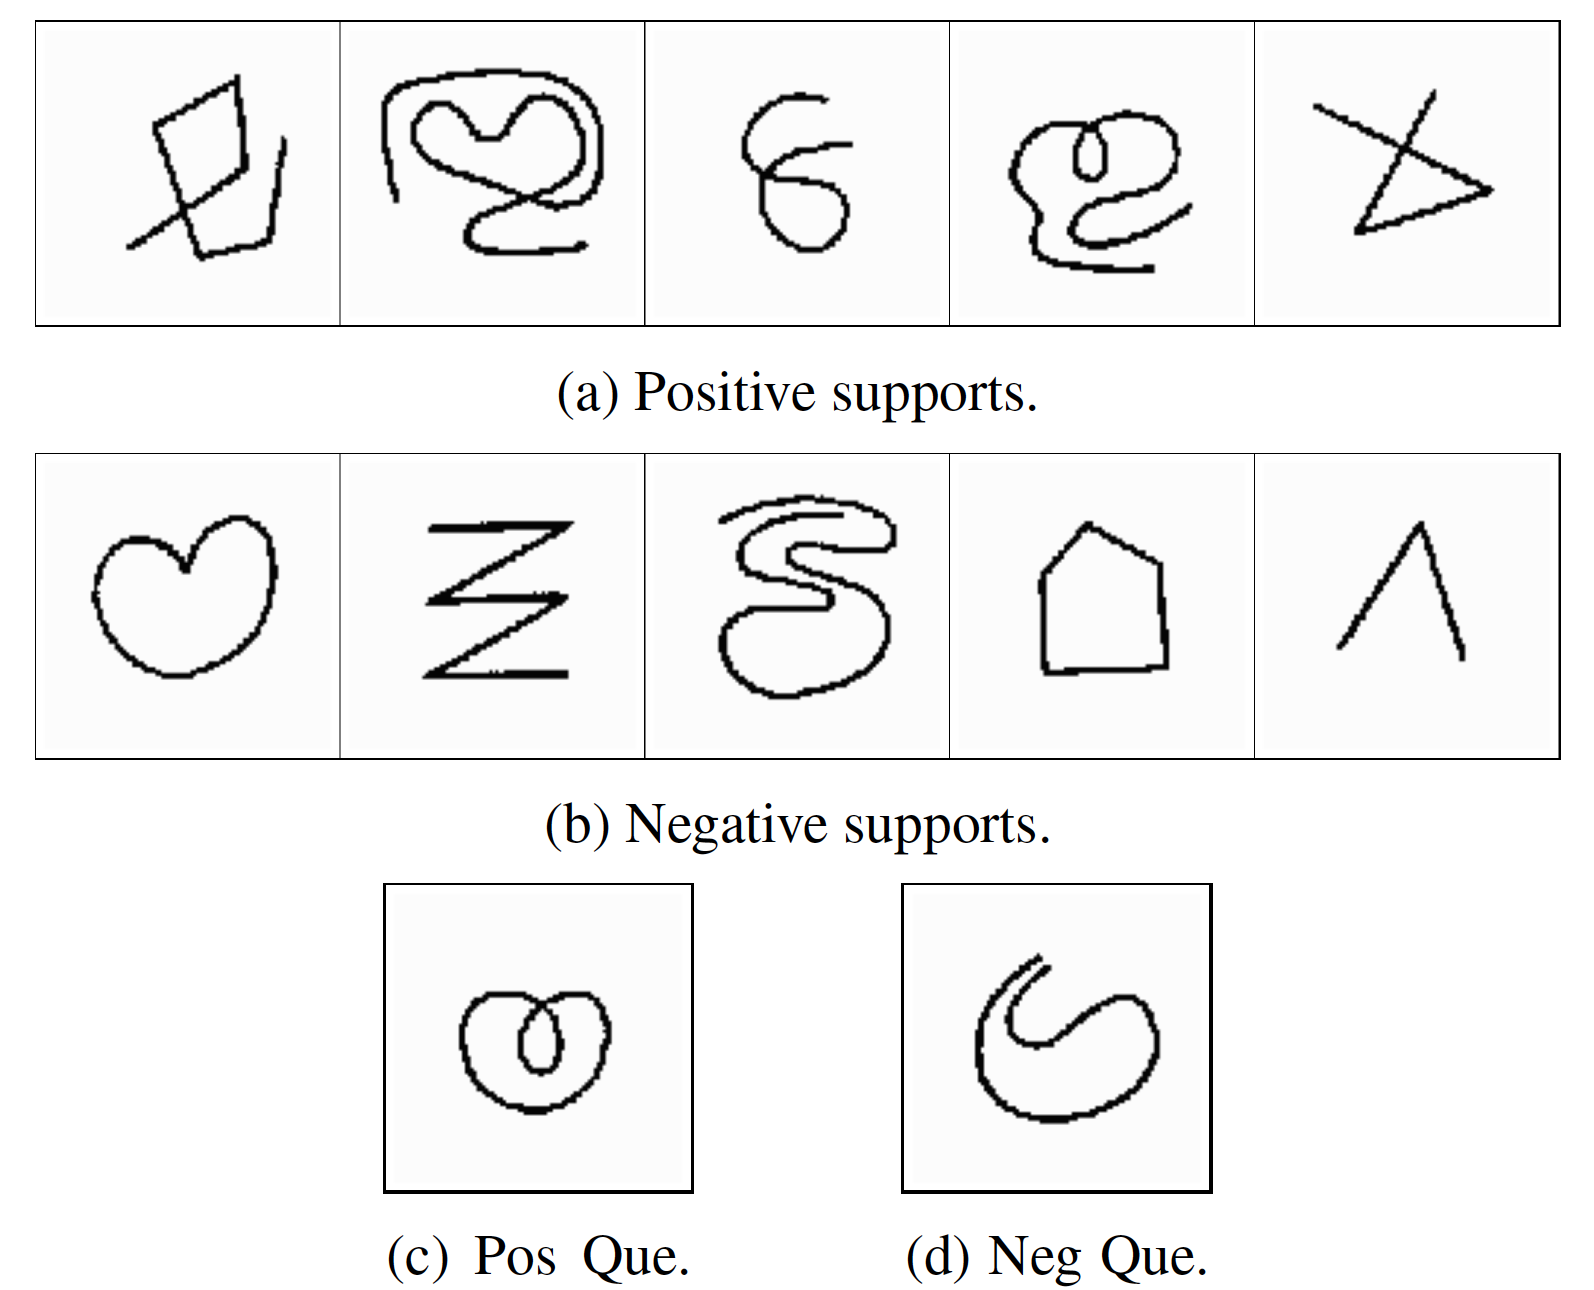 (a) Positive supports.
(b) Negative supports.
(c) Pos Que.
(d) Neg Que.